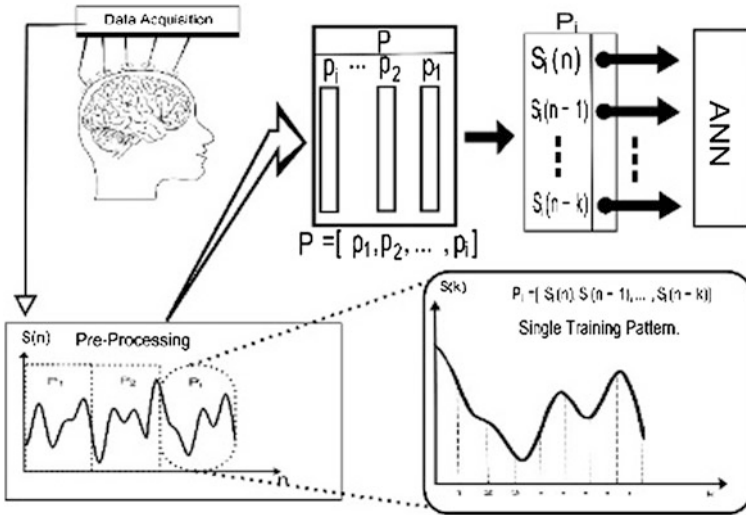 Data Acquisition
P
pᵢ ... p₂ p₁
P =[ p₁,p₂, ... , pᵢ]
Pᵢ
Sᵢ(n)
Sᵢ(n-1)
Sᵢ(n-k)
ANN
S(n) Pre-Processing
P₁ P₂ Pᵢ
n
S(k)
Pᵢ =[ Sᵢ(n), Sᵢ(n-1), ... , Sᵢ(n-k)]
Single Training Pattern.
k